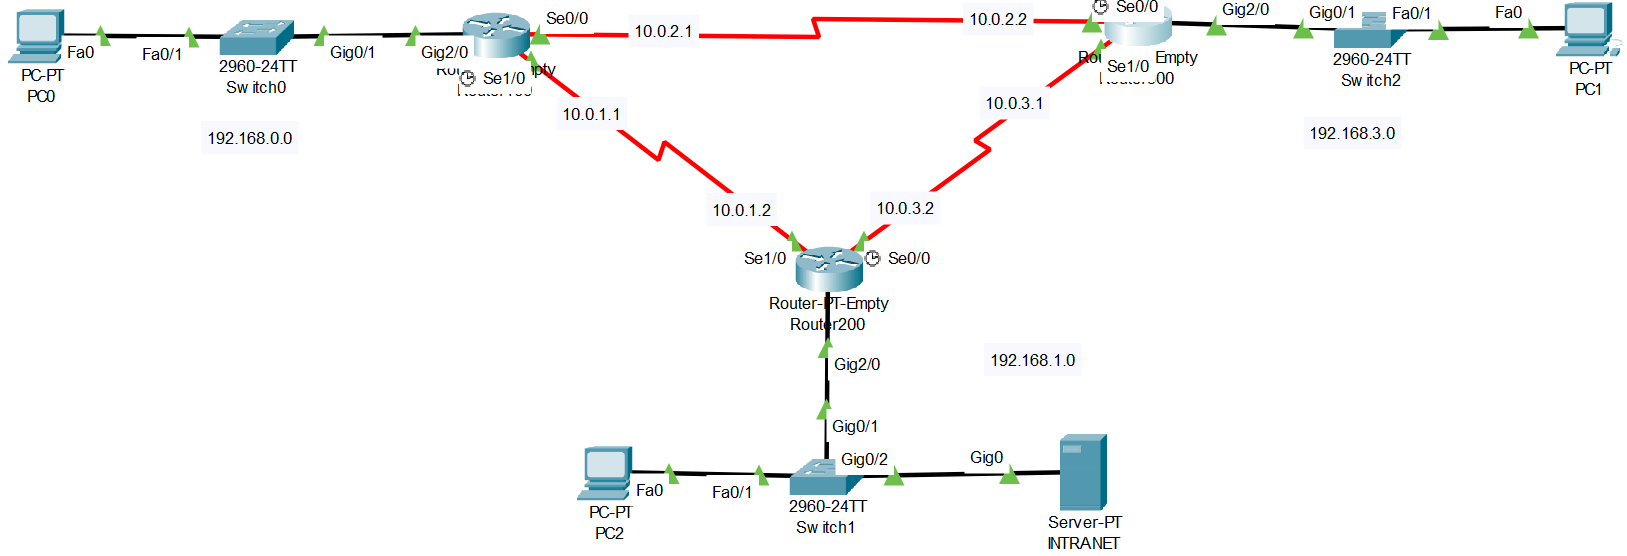 Se0/0
Se0/0
Gig2/0
Gig0/1
Fa0/1
Fa0
10.0.2.1
10.0.2.2
Fa0
Fa0/1
Gig0/1
Gig2/0
Se1/0
Empty
Se1/0
PC-PT
PC0
2960-24TT
Switch0
2960-24TT
Switch2
PC-PT
PC1
10.0.1.1
10.0.3.1
192.168.0.0
192.168.3.0
10.0.1.2
10.0.3.2
Se1/0
Se0/0
Router-PT-Empty
Router200
192.168.1.0
Gig2/0
Gig0/1
Gig0/2
Gig0
Fa0
Fa0/1
PC-PT
PC2
2960-24TT
Switch1
Server-PT
INTRANET